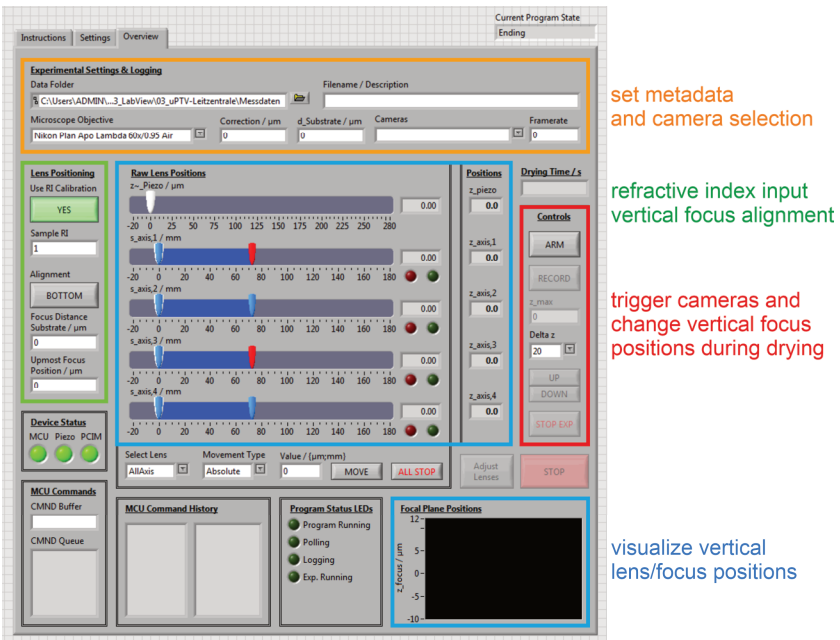 Current Program State
Ending
Instructions Settings Overview
Experimental Settings & Logging
Data Folder Filename / Description
C:\Users\ADMIN\...3_LabView\03_uPTV-Leitzentrale\Messdaten
Microscope Objective Correction / µm d_Substrate / µm Cameras Framerate
Nikon Plan Apo Lambda 60x/0.95 Air 0 0 0
set metadata
and camera selection
Lens Positioning
Use RI Calibration
YES
Sample RI
1
Alignment
BOTTOM
Focus Distance
Substrate / µm
0
Upmost Focus
Position / µm
0
Raw Lens Positions
z~_Piezo / µm
0.00
-20 0 25 50 75 100 125 150 175 200 225 250 280
s_axis,1 / mm
0.00
-20 0 20 40 60 80 100 120 140 160 180
s_axis,2 / mm
0.00
-20 0 20 40 60 80 100 120 140 160 180
s_axis,3 / mm
0.00
-20 0 20 40 60 80 100 120 140 160 180
s_axis,4 / mm
0.00
-20 0 20 40 60 80 100 120 140 160 180
Positions
z_piezo
0.0
z_axis,1
0.0
z_axis,2
0.0
z_axis,3
0.0
z_axis,4
0.0
Drying Time / s
Controls
ARM
RECORD
z_max
0
Delta z
20
UP
DOWN
STOP EXP
refractive index input
vertical focus alignment
trigger cameras and
change vertical focus
positions during drying
Device Status
MCU Piezo PCIM
Select Lens Movement Type Value / {µm;mm}
AllAxis Absolute 0 MOVE ALL STOP
Adjust
Lenses
STOP
MCU Commands
CMND Buffer
CMND Queue
MCU Command History
Program Status LEDs
Program Running
Polling
Logging
Exp. Running
Focal Plane Positions
z_focus / µm
12
5
0
-5
-10
visualize vertical
lens/focus positions